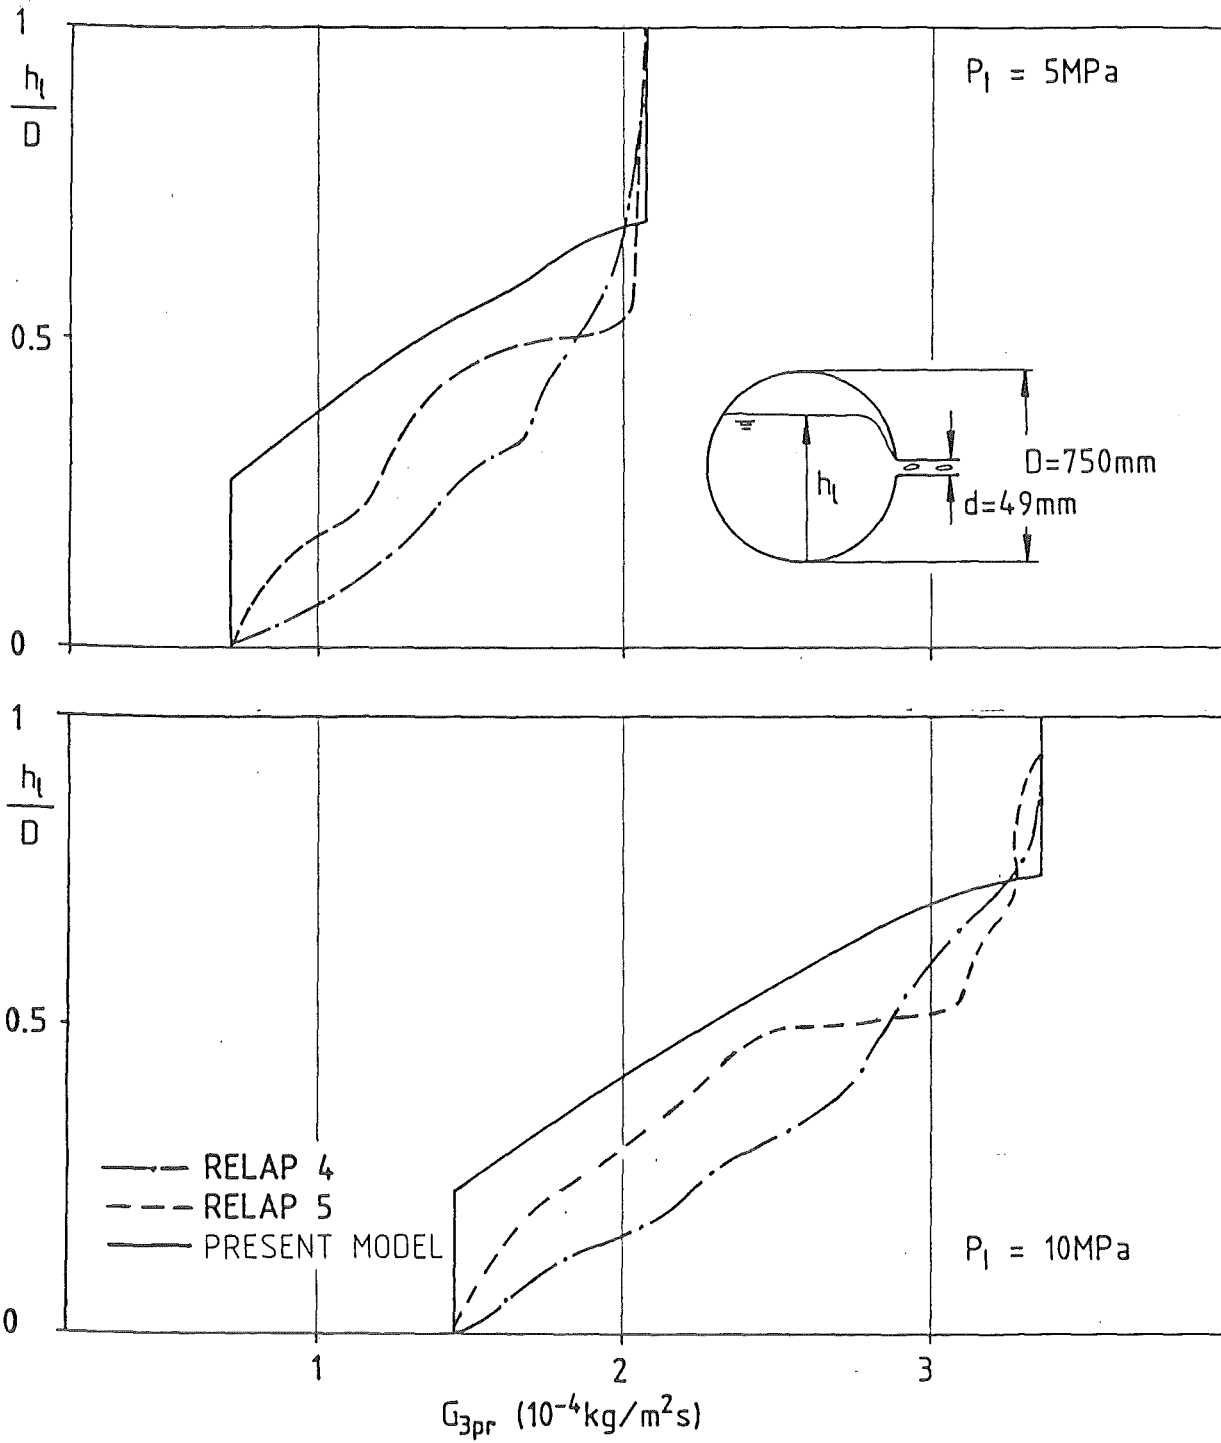 1
h_l
D
P_l = 5MPa
0.5
D=750mm
h_l
d=49mm
0
1
h_l
D
0.5
RELAP 4
RELAP 5
PRESENT MODEL
P_l = 10MPa
0
1 2 3
G_3pr (10^-4 kg/m^2 s)